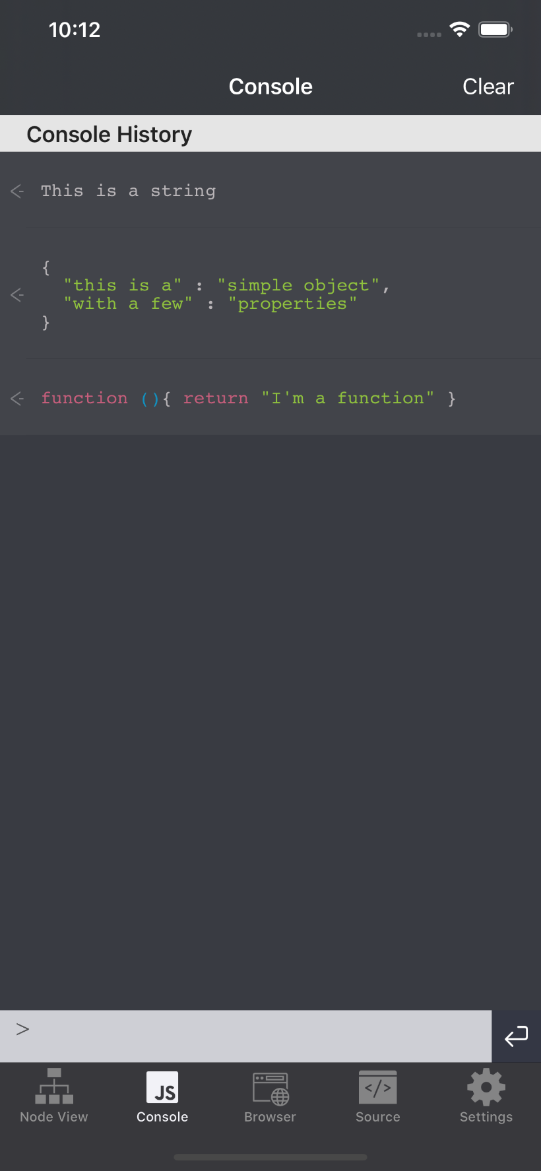 10:12
Console
Clear
Console History
This is a string
{
"this is a" : "simple object",
"with a few" : "properties"
}
function (){ return "I'm a function" }
>
JS
</>
Node View
Console
Browser
Source
Settings